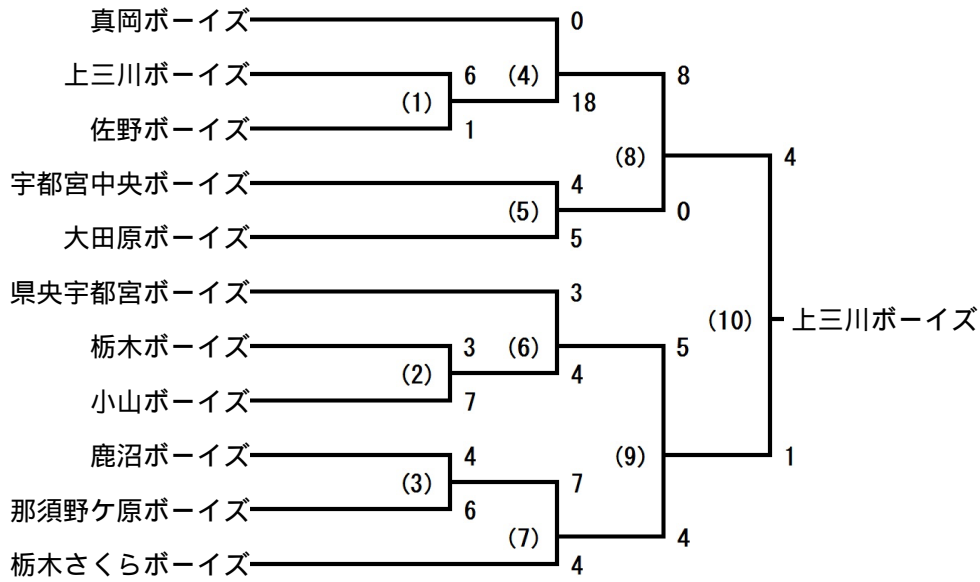 真岡ボーイズ 0
上三川ボーイズ 6 (4) 8
(1) 18
佐野ボーイズ 1
(8) 4
宇都宮中央ボーイズ 4
(5) 0
大田原ボーイズ 5
県央宇都宮ボーイズ 3
(10) 上三川ボーイズ
栃木ボーイズ 3 (6) 5
(2) 4
小山ボーイズ 7
鹿沼ボーイズ 4 (9) 1
(3) 7
那須野ケ原ボーイズ 6
(7) 4
栃木さくらボーイズ 4